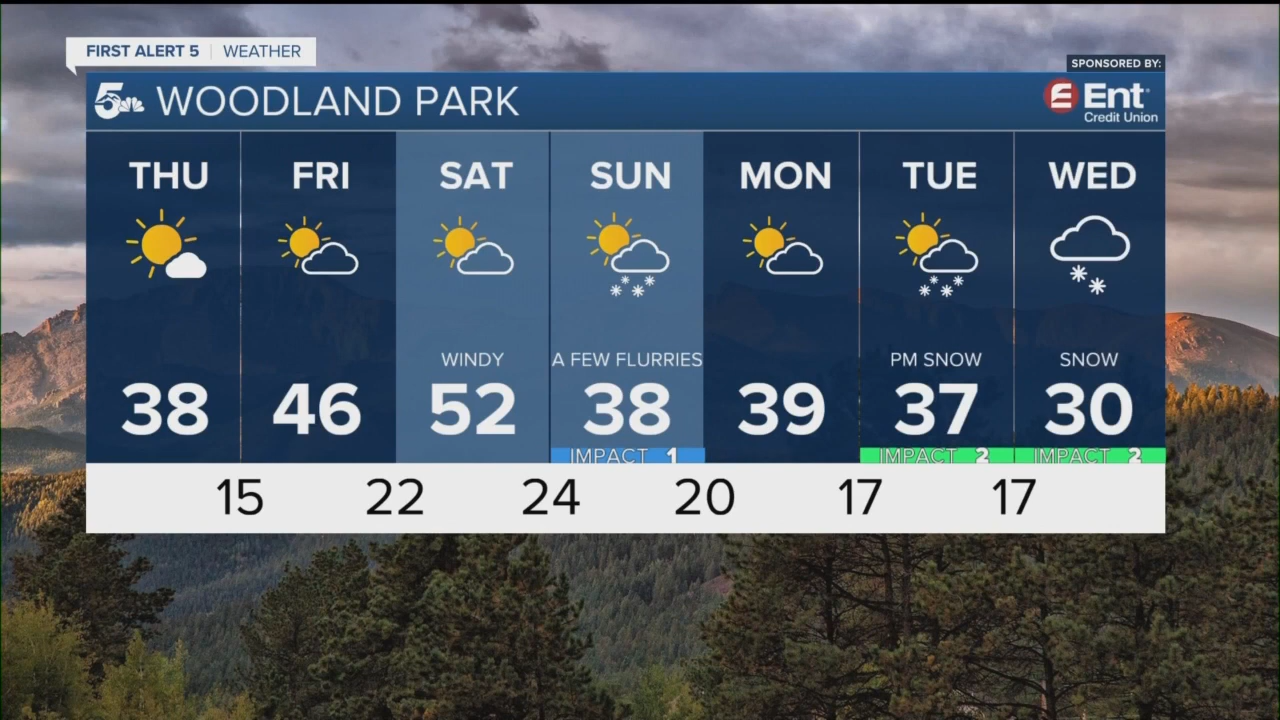 FIRST ALERT 5 | WEATHER
SPONSORED BY:
5 WOODLAND PARK
Ent
Credit Union
THU FRI SAT SUN MON TUE WED
WINDY A FEW FLURRIES PM SNOW SNOW
38 46 52 38 39 37 30
IMPACT 1 IMPACT 2 IMPACT 2
15 22 24 20 17 17